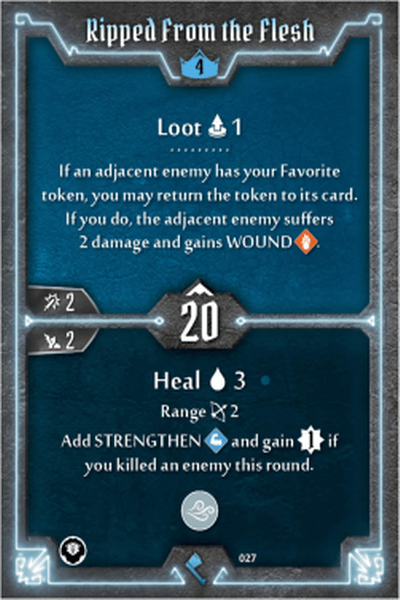 Ripped From the Flesh
4
Loot 1
If an adjacent enemy has your Favorite
token, you may return the token to its card.
If you do, the adjacent enemy suffers
2 damage and gains WOUND.
2
20
2
Heal 3
Range 2
Add STRENGTHEN and gain 1 if
you killed an enemy this round.
027